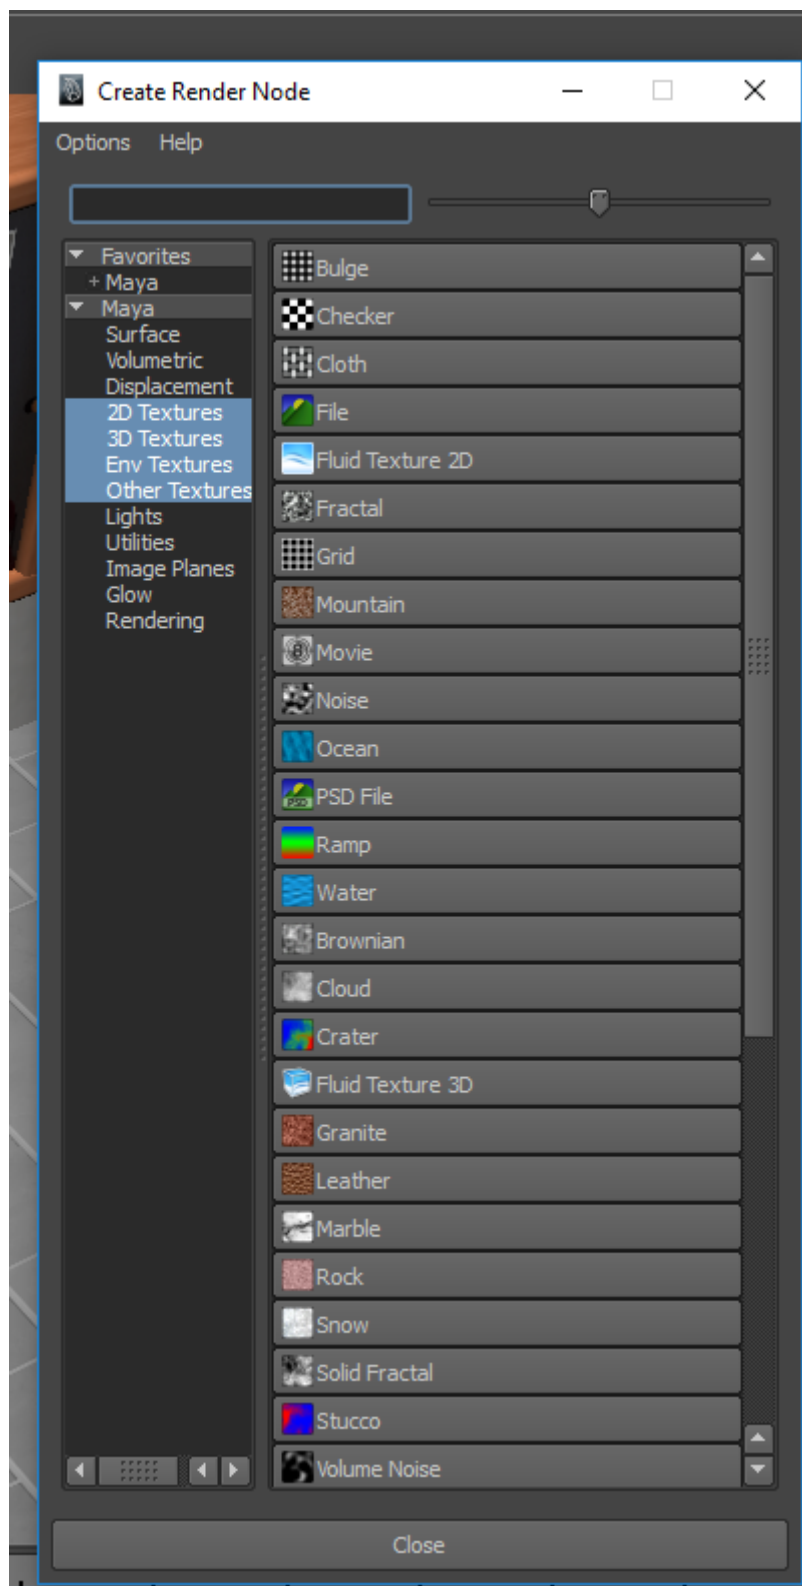 Create Render Node
Options Help
Favorites
+ Maya
Maya
Surface
Volumetric
Displacement
2D Textures
3D Textures
Env Textures
Other Textures
Lights
Utilities
Image Planes
Glow
Rendering
Bulge
Checker
Cloth
File
Fluid Texture 2D
Fractal
Grid
Mountain
Movie
Noise
Ocean
PSD File
Ramp
Water
Brownian
Cloud
Crater
Fluid Texture 3D
Granite
Leather
Marble
Rock
Snow
Solid Fractal
Stucco
Volume Noise
Close